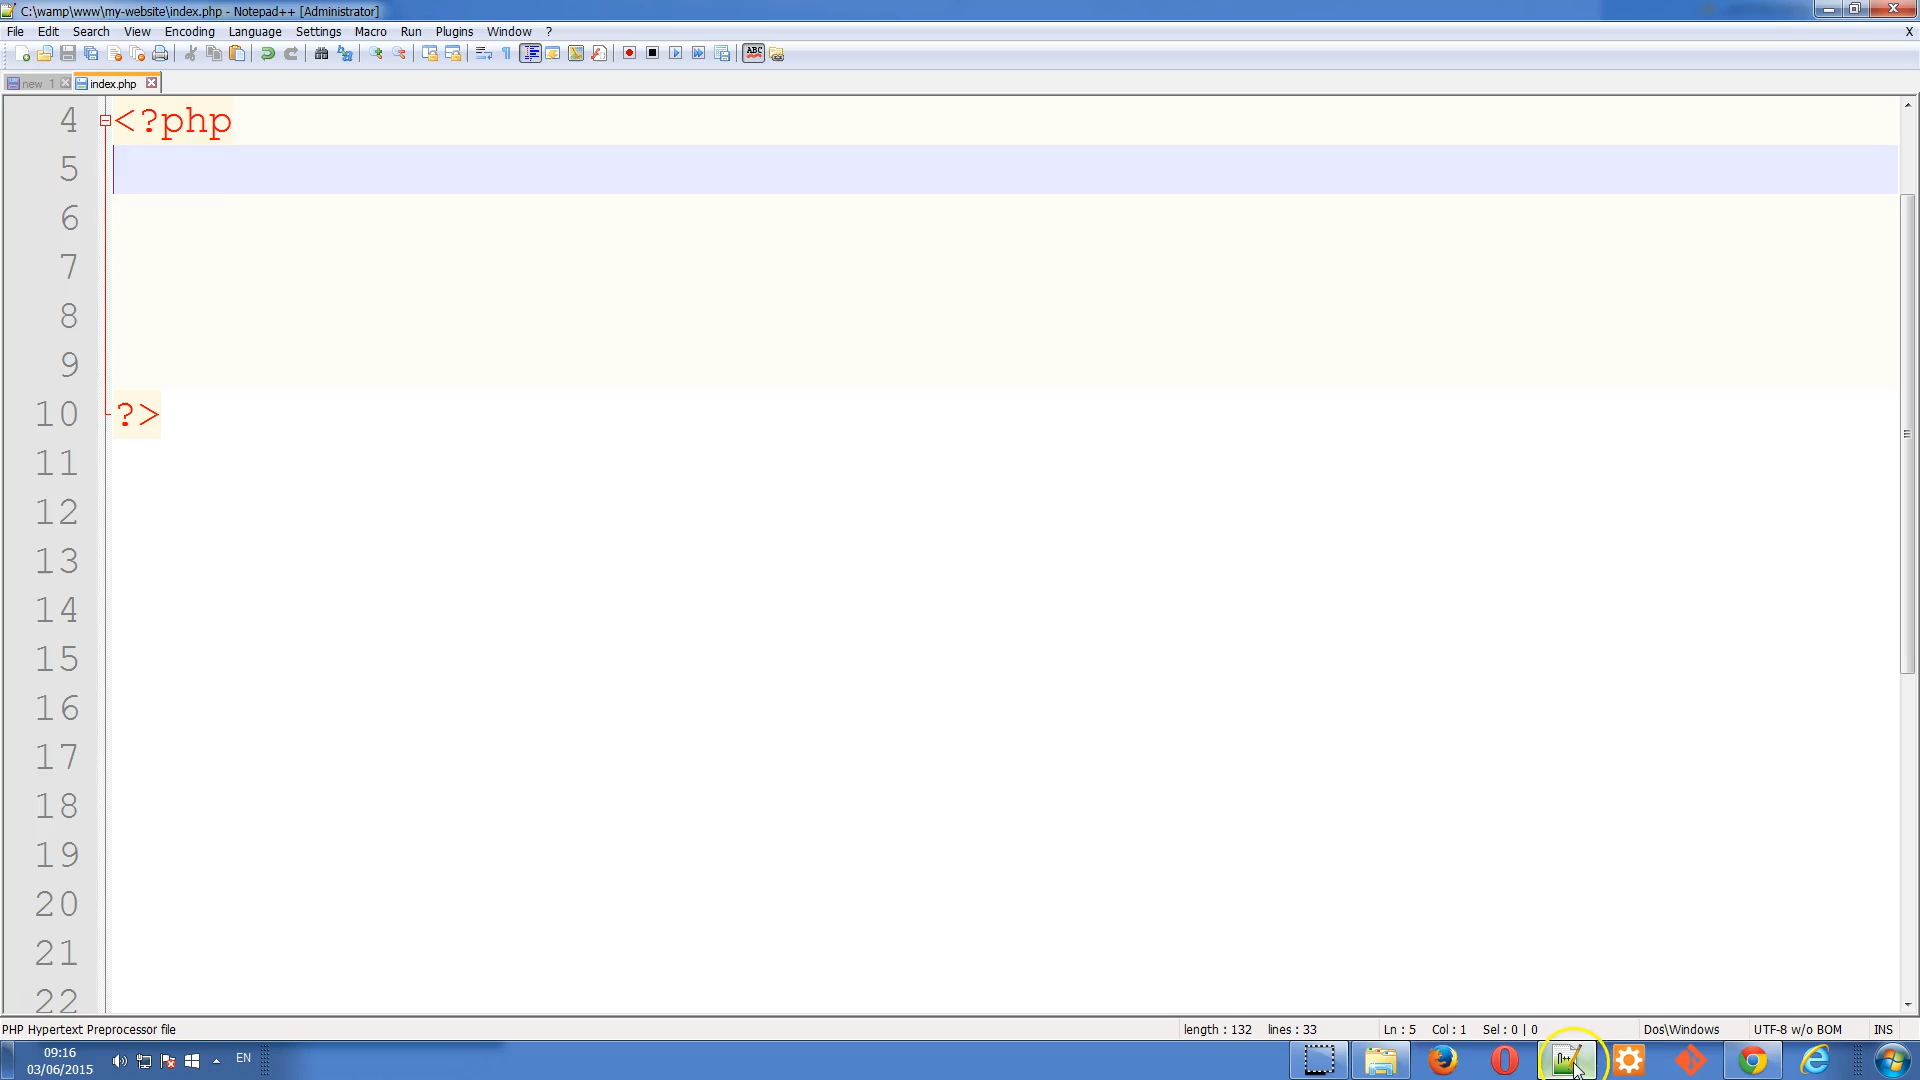 C:\wamp\www\my-website\index.php - Notepad++ [Administrator]
File Edit Search View Encoding Language Settings Macro Run Plugins Window ? X
ABC
new 1 index.php
4 <?php
5
6
7
8
9
10 ?>
11
12
13
14
15
16
17
18
19
20
21
22
PHP Hypertext Preprocessor file length : 132 lines : 33 Ln : 5 Col : 1 Sel : 0 | 0 Dos\Windows UTF-8 w/o BOM INS
09:16
03/06/2015
EN